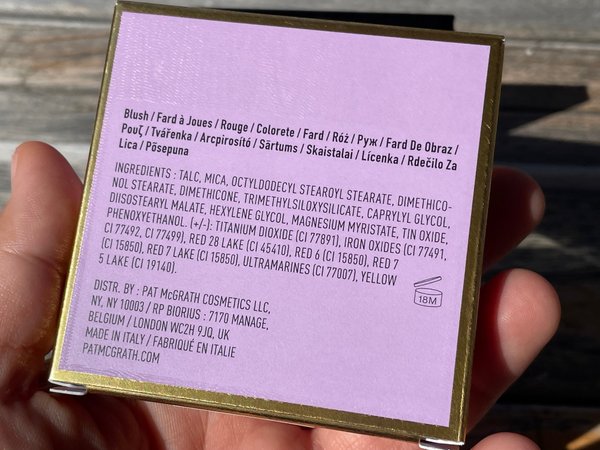 Blush / Fard à Joues / Rouge / Colorete / Fard / Róż / Руж / Fard De Obraz /
Ρουζ / Tvářenka / Arcpirosító / Sārtums / Skaistalai / Lícenka / Rdečilo Za
Lica / Põsepuna
INGREDIENTS : TALC, MICA, OCTYLDODECYL STEAROYL STEARATE, DIMETHICO-
NOL STEARATE, DIMETHICONE, TRIMETHYLSILOXYSILICATE, CAPRYLYL GLYCOL,
DIISOSTEARYL MALATE, HEXYLENE GLYCOL, MAGNESIUM MYRISTATE, TIN OXIDE,
PHENOXYETHANOL. (+/-): TITANIUM DIOXIDE (CI 77891), IRON OXIDES (CI 77491,
CI 77492, CI 77499), RED 28 LAKE (CI 45410), RED 6 (CI 15850), RED 7
(CI 15850), RED 7 LAKE (CI 15850), ULTRAMARINES (CI 77007), YELLOW
5 LAKE (CI 19140).
18M
DISTR. BY : PAT McGRATH COSMETICS LLC,
NY, NY 10003 / RP BIORIUS : 7170 MANAGE,
BELGIUM / LONDON WC2H 9JQ, UK
MADE IN ITALY / FABRIQUÉ EN ITALIE
PATMCGRATH.COM